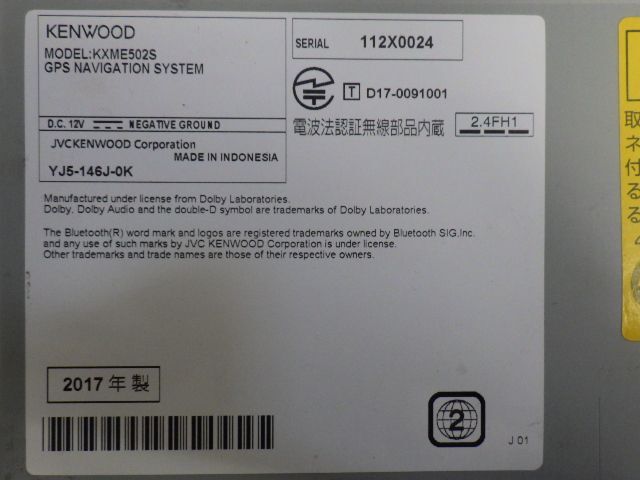 KENWOOD
MODEL:KXME502S
GPS NAVIGATION SYSTEM
SERIAL 112X0024
T D17-0091001
D.C. 12V NEGATIVE GROUND
電波法認証無線部品内蔵 2.4FH1
JVCKENWOOD Corporation
MADE IN INDONESIA
YJ5-146J-0K
Manufactured under license from Dolby Laboratories.
Dolby, Dolby Audio and the double-D symbol are trademarks of Dolby Laboratories.
The Bluetooth(R) word mark and logos are registered trademarks owned by Bluetooth SIG.Inc.
and any use of such marks by JVC KENWOOD Corporation is under license.
Other trademarks and trade names are those of their respective owners.
2017 年 製
2
J 01
取
ネ
付
る
る